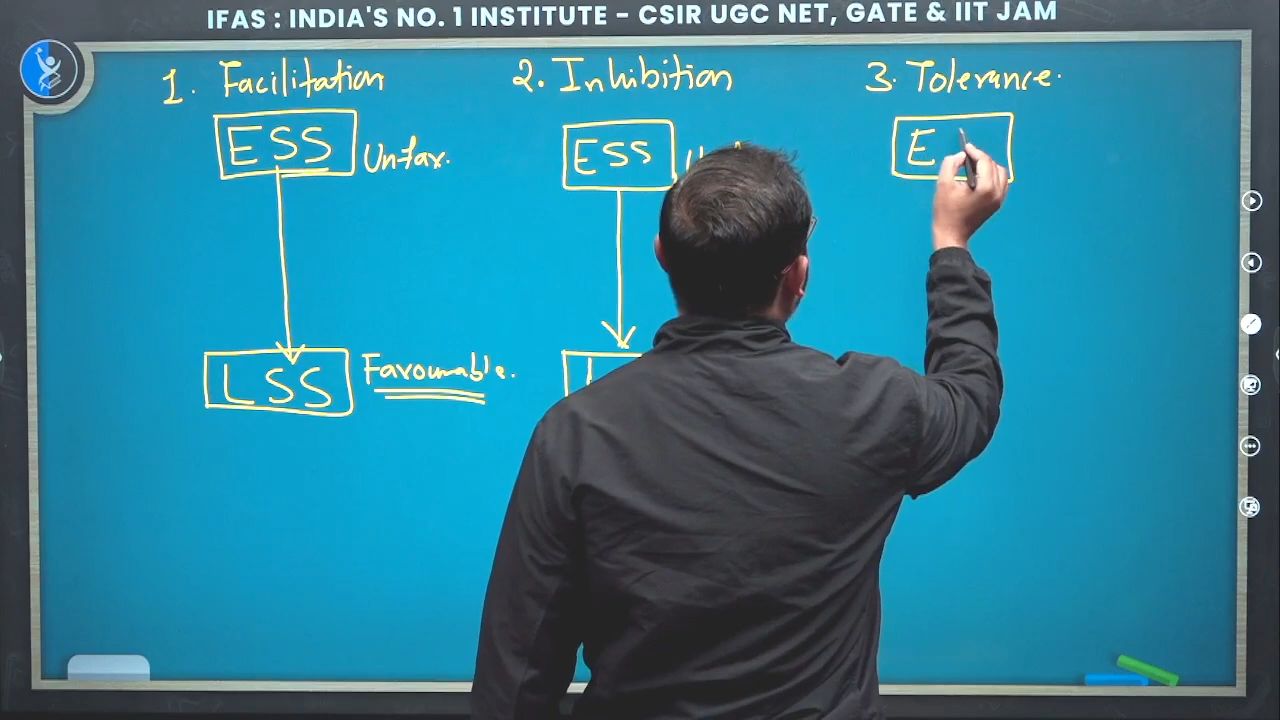 IFAS : INDIA'S NO. 1 INSTITUTE - CSIR UGC NET, GATE & IIT JAM
1. Facilitation
2. Inhibition
3. Tolerance.
ESS Unfav.
ESS
E
LSS Favourable.